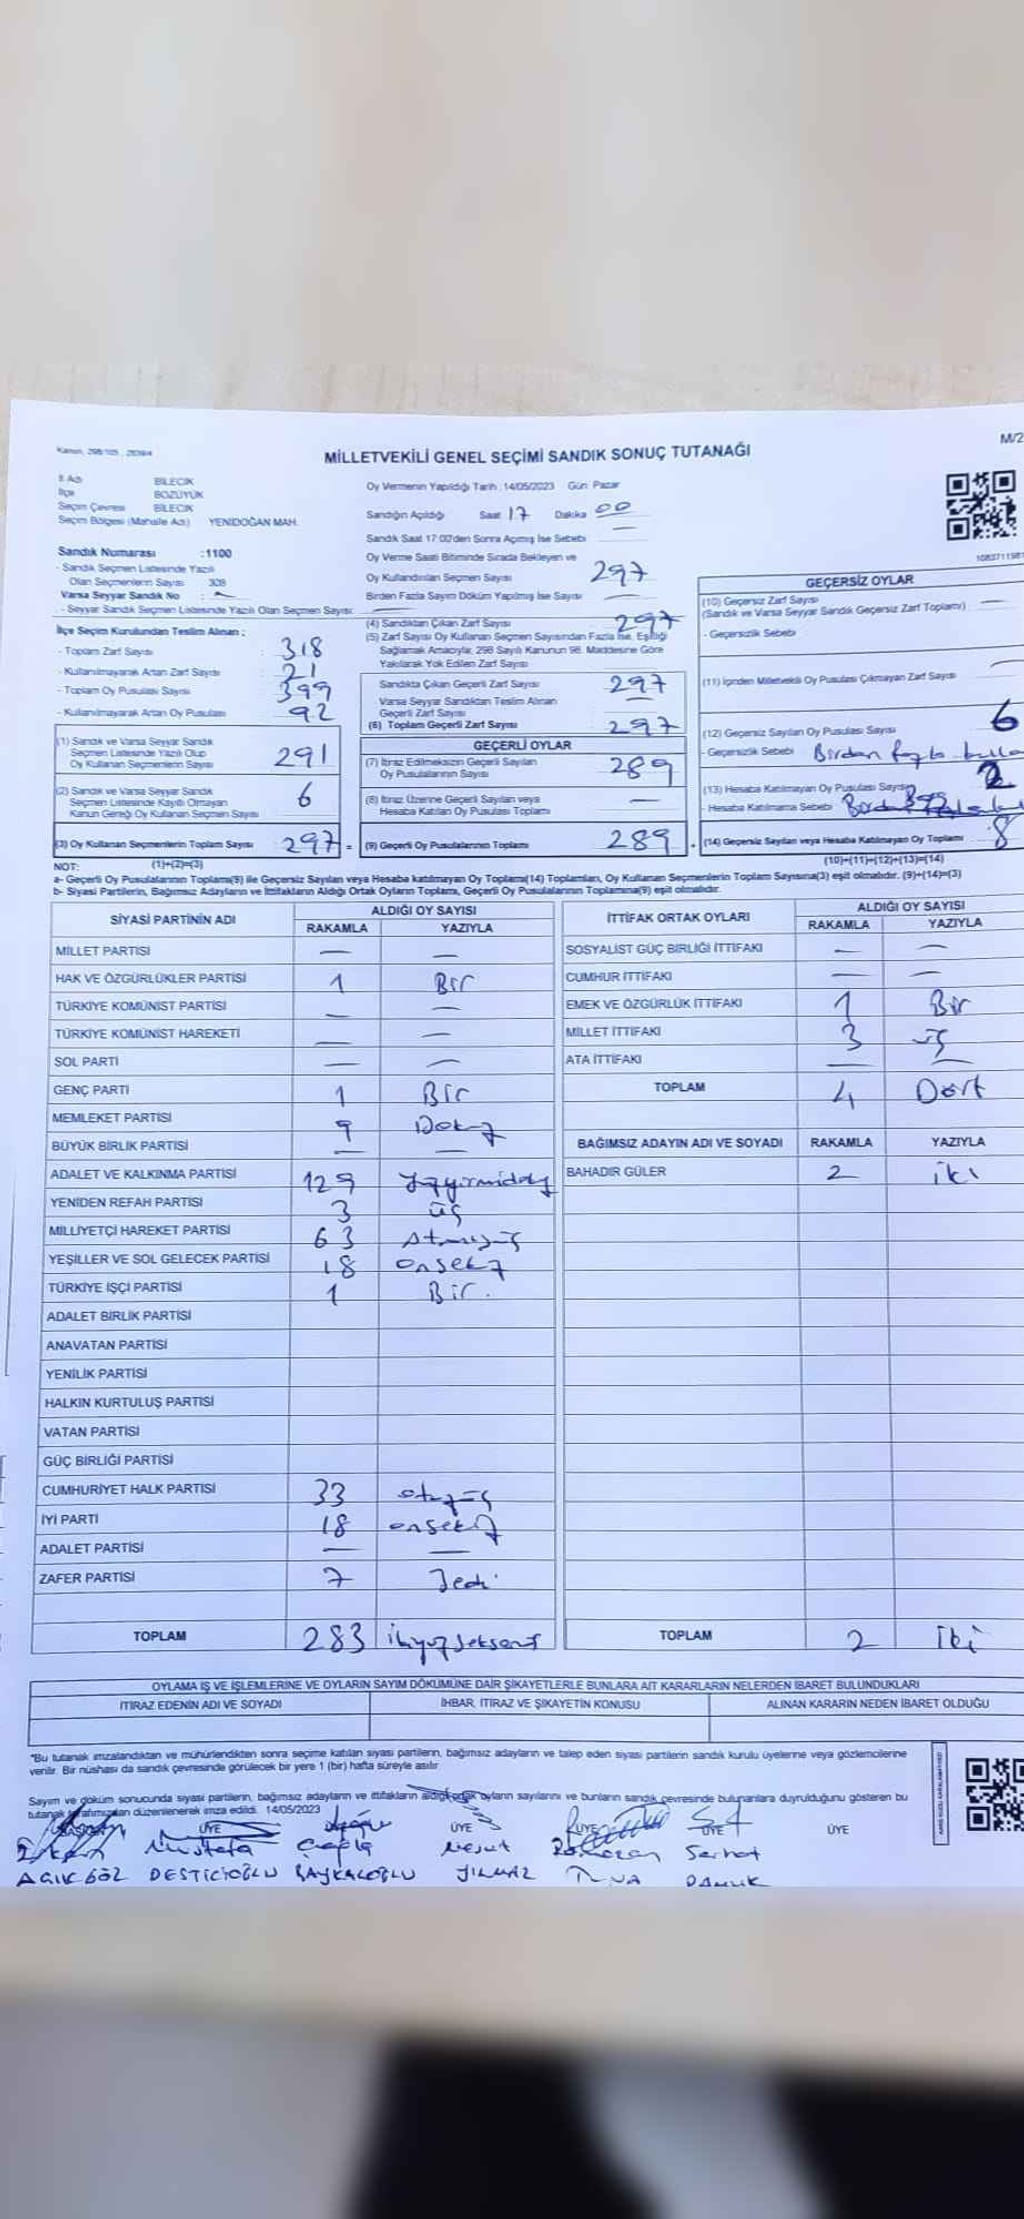 M/2
MİLLETVEKİLİ GENEL SEÇİMİ SANDIK SONUÇ TUTANAĞI
İl Adı BİLECİK
İlçe BOZÜYÜK
Seçim Çevresi BİLECİK
Seçim Bölgesi (Mahalle Adı) YENİDOĞAN MAH.
Sandık Numarası :1100
- Sandık Seçmen Listesinde Yazılı
Olan Seçmenlerin Sayısı 308
Varsa Seyyar Sandık No :
- Seyyar Sandık Seçmen Listesinde Yazılı Olan Seçmen Sayısı:
İlçe Seçim Kurulundan Teslim Alınan :
- Toplam Zarf Sayısı : 318
- Kullanılmayarak Artan Zarf Sayısı : 21
- Toplam Oy Pusulası Sayısı 399
- Kullanılmayarak Artan Oy Pusulası 92
(1) Sandık ve Varsa Seyyar Sandık
Seçmen Listesinde Yazılı Olup
Oy Kullanan Seçmenlerin Sayısı 291
(2) Sandık ve Varsa Seyyar Sandık
Seçmen Listesinde Kayıtlı Olmayan
Kanun Gereği Oy Kullanan Seçmen Sayısı 6
(3) Oy Kullanan Seçmenlerin Toplam Sayısı 297 =
(1)+(2)=(3)
Oy Vermenin Yapıldığı Tarih : 14/05/2023 Gün: Pazar
Sandığın Açıldığı Saat 17 Dakika 00
Sandık Saat 17:00'den Sonra Açılmış İse Sebebi
Oy Verme Saati Bitiminde Sırada Bekleyen ve
Oy Kullandırılan Seçmen Sayısı 297
Birden Fazla Sayım Döküm Yapılmış İse Sayısı —
(4) Sandıktan Çıkan Zarf Sayısı 297
(5) Zarf Sayısı Oy Kullanan Seçmen Sayısından Fazla İse, Eşitliği
Sağlamak Amacıyla, 298 Sayılı Kanunun 98. Maddesine Göre
Yakılarak Yok Edilen Zarf Sayısı
Sandıkta Çıkan Geçerli Zarf Sayısı 297
Varsa Seyyar Sandıktan Teslim Alınan
Geçerli Zarf Sayısı —
(6) Toplam Geçerli Zarf Sayısı 297
GEÇERLİ OYLAR
(7) İtiraz Edilmeksizin Geçerli Sayılan
Oy Pusulalarının Sayısı 289
(8) İtiraz Üzerine Geçerli Sayılan veya
Hesaba Katılan Oy Pusulası Toplamı —
(9) Geçerli Oy Pusulalarının Toplamı 289
GEÇERSİZ OYLAR
(10) Geçersiz Zarf Sayısı —
(Sandık ve Varsa Seyyar Sandık Geçersiz Zarf Toplamı)
- Geçersizlik Sebebi
(11) İçinden Milletvekili Oy Pusulası Çıkmayan Zarf Sayısı —
(12) Geçersiz Sayılan Oy Pusulası Sayısı 6
- Geçersizlik Sebebi Birden fazla
(13) Hesaba Katılmayan Oy Pusulası Sayısı 2
- Hesaba Katılmama Sebebi
(14) Geçersiz Sayılan veya Hesaba Katılmayan Oy Toplamı 8
(10)+(11)+(12)+(13)=(14)
NOT:
a- Geçerli Oy Pusulalarının Toplamı(9) ile Geçersiz Sayılan veya Hesaba katılmayan Oy Toplamı(14) Toplamları, Oy Kullanan Seçmenlerin Toplam Sayısına(3) eşit olmalıdır. (9)+(14)=(3)
b- Siyasi Partilerin, Bağımsız Adayların ve İttifakların Aldığı Ortak Oyların Toplamı, Geçerli Oy Pusulalarının Toplamına(9) eşit olmalıdır.
SİYASİ PARTİNİN ADI ALDIĞI OY SAYISI
RAKAMLA YAZIYLA
MİLLET PARTİSİ — —
HAK VE ÖZGÜRLÜKLER PARTİSİ 1 Bir
TÜRKİYE KOMÜNİST PARTİSİ — —
TÜRKİYE KOMÜNİST HAREKETİ — —
SOL PARTİ — —
GENÇ PARTİ 1 Bir
MEMLEKET PARTİSİ 9 Dokuz
BÜYÜK BİRLİK PARTİSİ — —
ADALET VE KALKINMA PARTİSİ 129
YENİDEN REFAH PARTİSİ 3 üç
MİLLİYETÇİ HAREKET PARTİSİ 63 Atmışüç
YEŞİLLER VE SOL GELECEK PARTİSİ 18 onsekiz
TÜRKİYE İŞÇİ PARTİSİ 1 Bir.
ADALET BİRLİK PARTİSİ
ANAVATAN PARTİSİ
YENİLİK PARTİSİ
HALKIN KURTULUŞ PARTİSİ
VATAN PARTİSİ
GÜÇ BİRLİĞİ PARTİSİ
CUMHURİYET HALK PARTİSİ 33 otuzüç
İYİ PARTİ 18 onsekiz
ADALET PARTİSİ — —
ZAFER PARTİSİ 7 Yedi
TOPLAM 283
İTTİFAK ORTAK OYLARI ALDIĞI OY SAYISI
RAKAMLA YAZIYLA
SOSYALİST GÜÇ BİRLİĞİ İTTİFAKI — —
CUMHUR İTTİFAKI — —
EMEK VE ÖZGÜRLÜK İTTİFAKI 1 Bir
MİLLET İTTİFAKI 3 üç
ATA İTTİFAKI — —
TOPLAM 4 Dört
BAĞIMSIZ ADAYIN ADI VE SOYADI RAKAMLA YAZIYLA
BAHADIR GÜLER 2 iki
TOPLAM 2 İki
OYLAMA İŞ VE İŞLEMLERİNE VE OYLARIN SAYIM DÖKÜMÜNE DAİR ŞİKAYETLERLE BUNLARA AİT KARARLARIN NELERDEN İBARET BULUNDUKLARI
İTİRAZ EDENİN ADI VE SOYADI İHBAR, İTİRAZ VE ŞİKAYETİN KONUSU ALINAN KARARIN NEDEN İBARET OLDUĞU
"Bu tutanak imzalandıktan ve mühürlendikten sonra seçime katılan siyasi partilerin, bağımsız adayların ve talep eden siyasi partilerin sandık kurulu üyelerine veya gözlemcilerine
verilir. Bir nüshası da sandık çevresinde görülecek bir yere 1 (bir) hafta süreyle asılır.
Sayım ve döküm sonucunda siyasi partilerin, bağımsız adayların ve ittifakların aldığı ortak oyların sayılarını ve bunların sandık çevresinde bulunanlara duyrulduğunu gösteren bu
tutanak tarafımızdan düzenlenerek imza edildi. 14/05/2023
BAŞKAN ÜYE ÜYE ÜYE ÜYE ÜYE
Mustafa Çağla Mesut Ramazan Serhat
AÇIKGÖZ DESTİCİOĞLU BAYKALOĞLU YILMAZ TUNA PAMUK